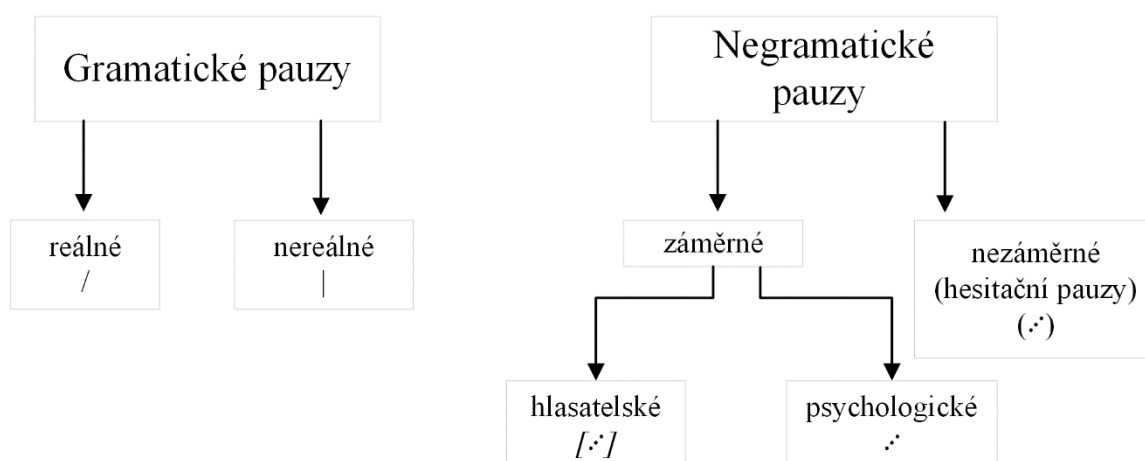 Gramatické pauzy
reálné
/
nereálné
|
Negramatické
pauzy
záměrné
nezáměrné
(hesitační pauzy)
(⋰)
hlasatelské
[⋰]
psychologické
⋰